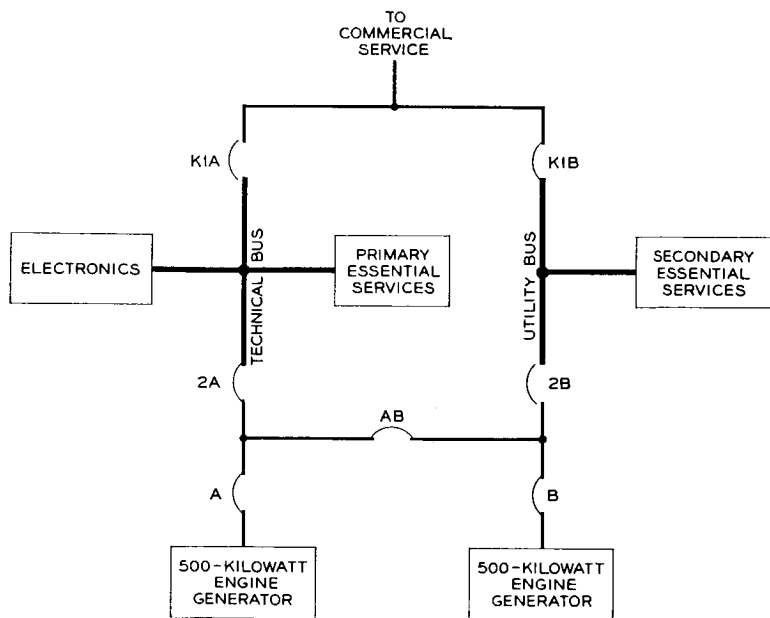 TO
COMMERCIAL
SERVICE
K1A
K1B
ELECTRONICS
TECHNICAL BUS
PRIMARY
ESSENTIAL
SERVICES
UTILITY BUS
SECONDARY
ESSENTIAL
SERVICES
2A
2B
AB
A
B
500-KILOWATT
ENGINE
GENERATOR
500-KILOWATT
ENGINE
GENERATOR